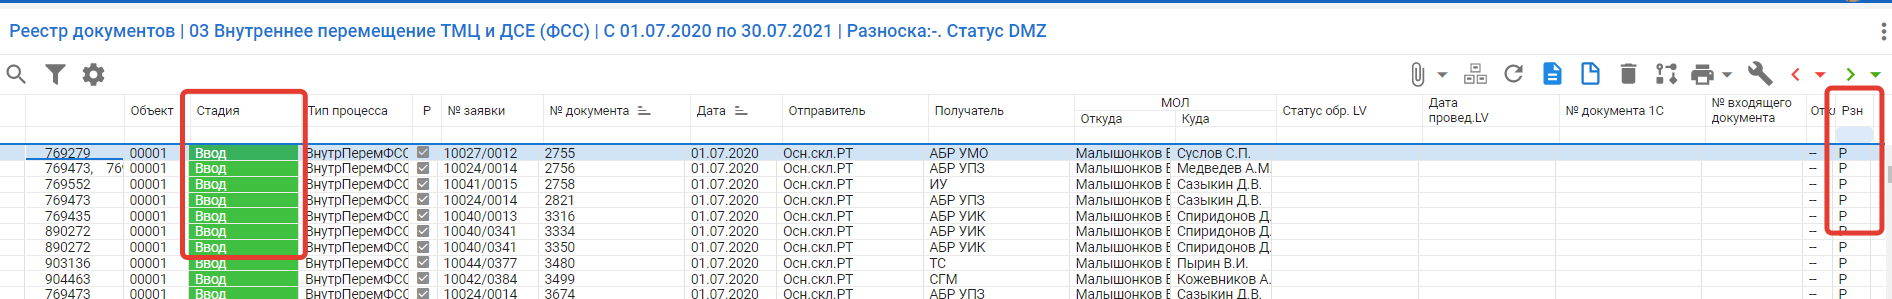 Реестр документов | 03 Внутреннее перемещение ТМЦ и ДСЕ (ФСС) | С 01.07.2020 по 30.07.2021 | Разноска:-. Статус DMZ
Объект Стадия Тип процесса Р № заявки № документа Дата Отправитель Получатель МОЛ Откуда Куда Статус обр. LV Дата провед.LV № документа 1С № входящего документа Отк Рзн
769279 00001 Ввод ВнутрПеремФСС 10027/0012 2755 01.07.2020 Осн.скл.РТ АБР УМО Малышонков Е Суслов С.П. -- Р
769473, 769 00001 Ввод ВнутрПеремФСС 10024/0014 2756 01.07.2020 Осн.скл.РТ АБР УПЗ Малышонков Е Медведев А.М. -- Р
769552 00001 Ввод ВнутрПеремФСС 10041/0015 2758 01.07.2020 Осн.скл.РТ ИУ Малышонков Е Сазыкин Д.В. -- Р
769473 00001 Ввод ВнутрПеремФСС 10024/0014 2821 01.07.2020 Осн.скл.РТ АБР УПЗ Малышонков Е Сазыкин Д.В. -- Р
769435 00001 Ввод ВнутрПеремФСС 10040/0013 3316 01.07.2020 Осн.скл.РТ АБР УИК Малышонков Е Спиридонов Д. -- Р
890272 00001 Ввод ВнутрПеремФСС 10040/0341 3334 01.07.2020 Осн.скл.РТ АБР УИК Малышонков Е Спиридонов Д. -- Р
890272 00001 Ввод ВнутрПеремФСС 10040/0341 3350 01.07.2020 Осн.скл.РТ АБР УИК Малышонков Е Спиридонов Д. -- Р
903136 00001 Ввод ВнутрПеремФСС 10044/0377 3480 01.07.2020 Осн.скл.РТ ТС Малышонков Е Пырин В.И. -- Р
904463 00001 Ввод ВнутрПеремФСС 10042/0384 3499 01.07.2020 Осн.скл.РТ СГМ Малышонков Е Кожевников А. -- Р
769473 00001 Ввод ВнутрПеремФСС 10024/0014 3674 01.07.2020 Осн.скл.РТ АБР УПЗ Малышонков Е Сазыкин Д.В. -- Р